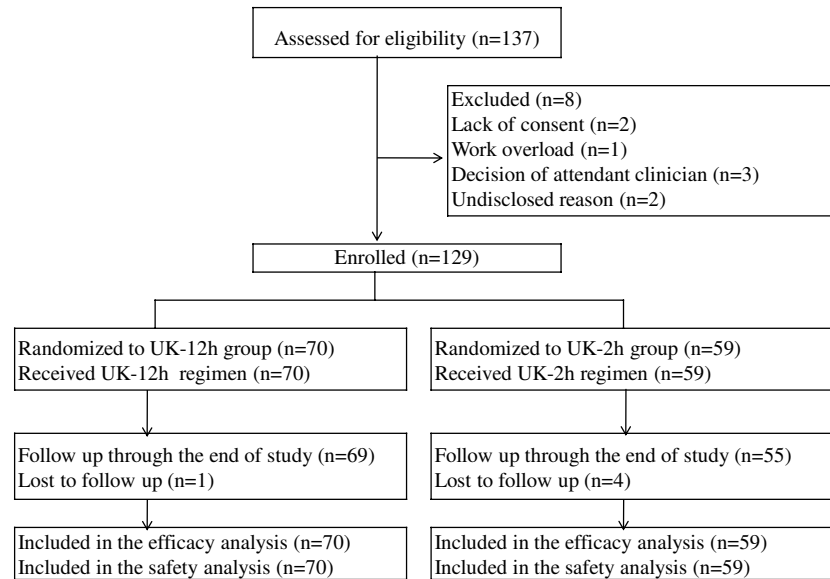 Assessed for eligibility (n=137)
Excluded (n=8)
Lack of consent (n=2)
Work overload (n=1)
Decision of attendant clinician (n=3)
Undisclosed reason (n=2)
Enrolled (n=129)
Randomized to UK-12h group (n=70)
Received UK-12h regimen (n=70)
Randomized to UK-2h group (n=59)
Received UK-2h regimen (n=59)
Follow up through the end of study (n=69)
Lost to follow up (n=1)
Follow up through the end of study (n=55)
Lost to follow up (n=4)
Included in the efficacy analysis (n=70)
Included in the safety analysis (n=70)
Included in the efficacy analysis (n=59)
Included in the safety analysis (n=59)